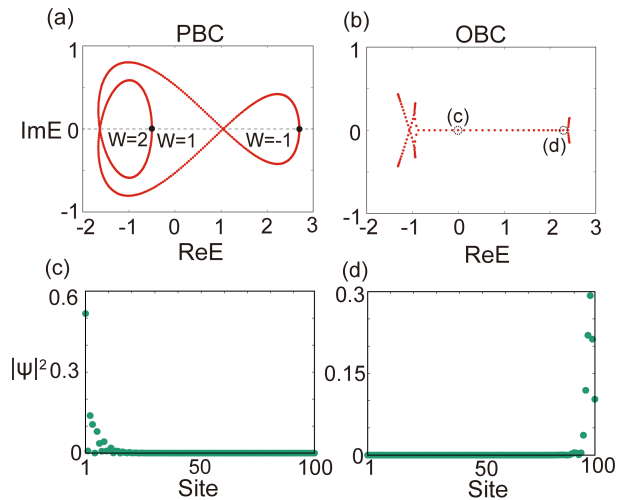 (a) PBC
1
ImE 0
-1
W=2 W=1 W=-1
-2 -1 0 1 2 3
ReE
(b) OBC
1
0
-1
(c)
(d)
-2 -1 0 1 2 3
ReE
(c)
0.6
|Ψ|² 0.3
0
1 50 100
Site
(d)
0.3
0.15
0
1 50 100
Site